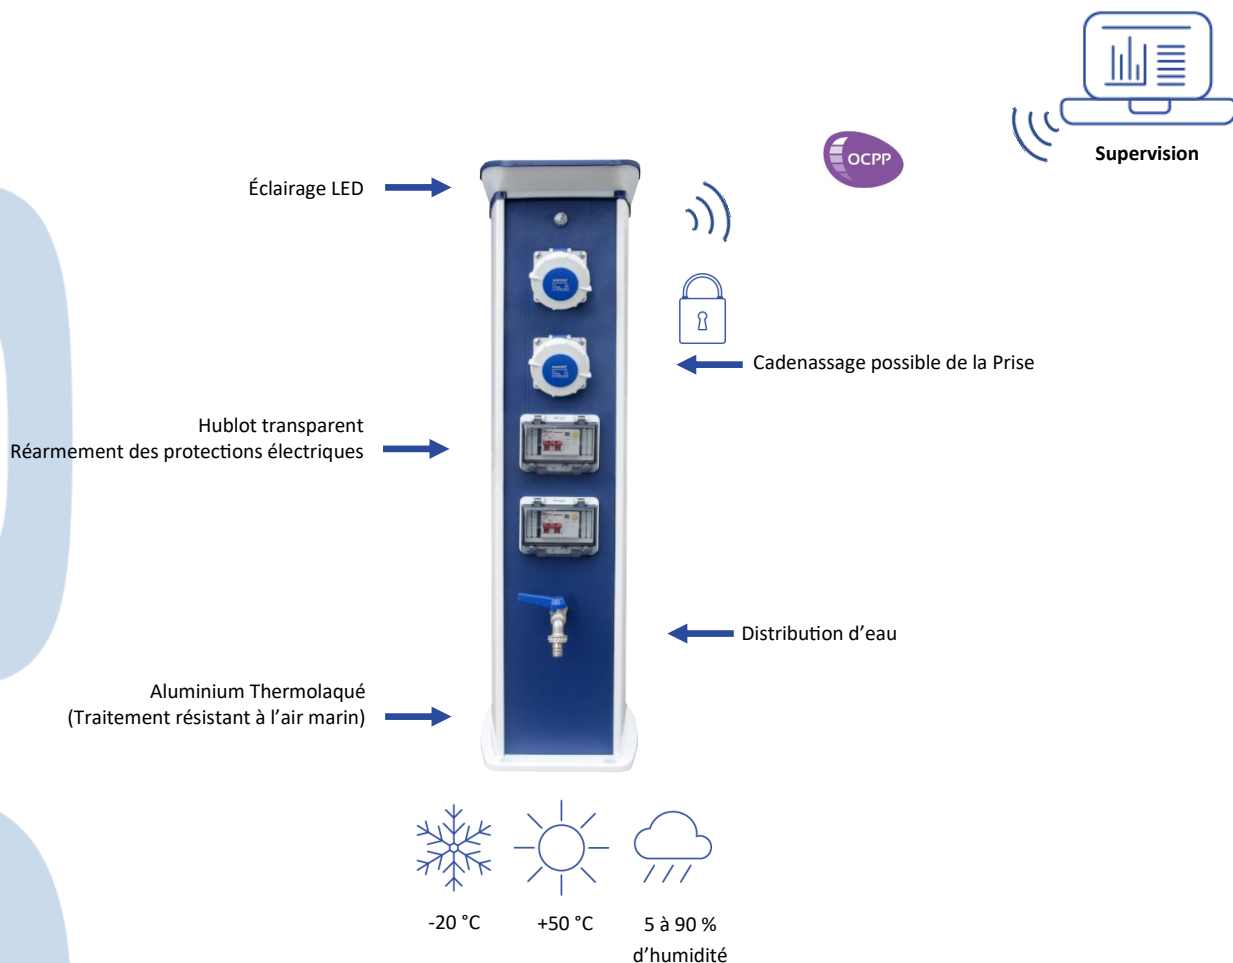 OCPP
Supervision
Éclairage LED
Cadenassage possible de la Prise
Hublot transparent
Réarmement des protections électriques
Distribution d’eau
Aluminium Thermolaqué
(Traitement résistant à l’air marin)
-20 °C
+50 °C
5 à 90 %
d’humidité